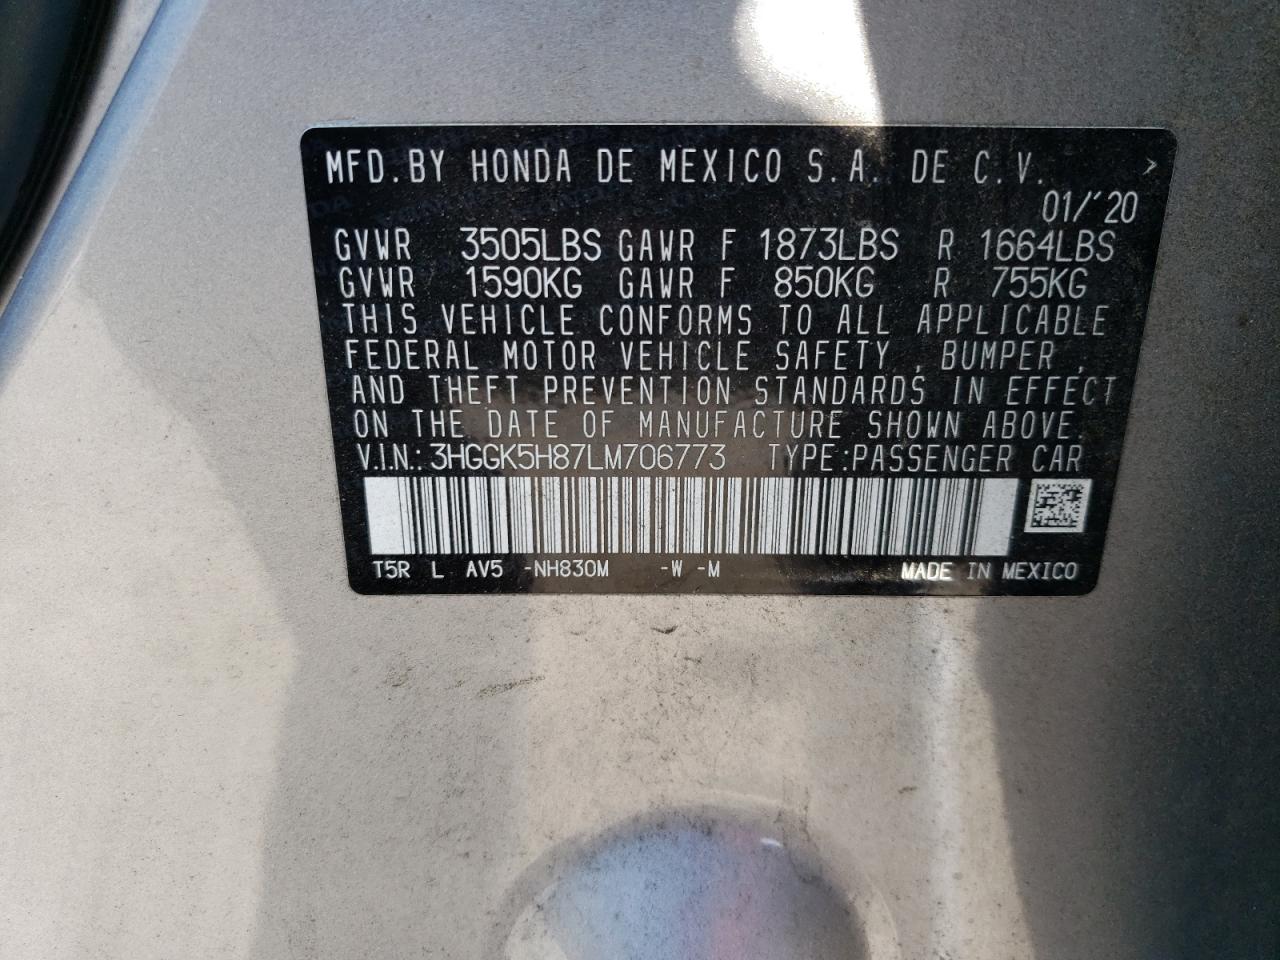 MFD. BY HONDA DE MEXICO S.A. DE C.V. >
01/'20
GVWR 3505LBS GAWR F 1873LBS R 1664LBS
GVWR 1590KG GAWR F 850KG R 755KG
THIS VEHICLE CONFORMS TO ALL APPLICABLE
FEDERAL MOTOR VEHICLE SAFETY , BUMPER ,
AND THEFT PREVENTION STANDARDS IN EFFECT
ON THE DATE OF MANUFACTURE SHOWN ABOVE.
V.I.N.: 3HGGK5H87LM706773 TYPE:PASSENGER CAR
T5R L AV5 -NH830M -W -M MADE IN MEXICO